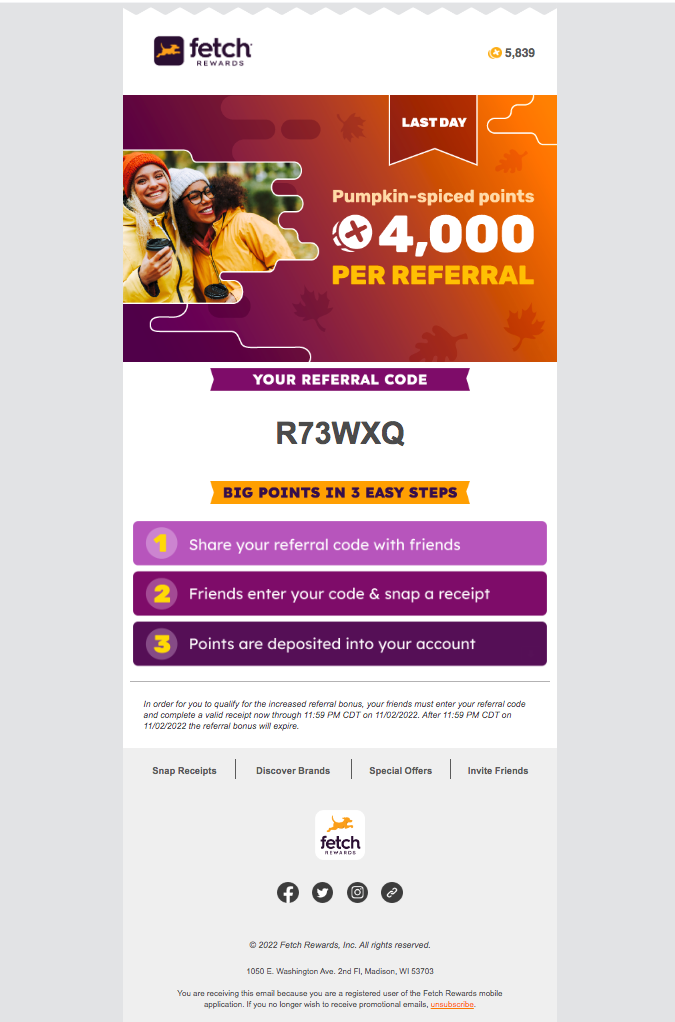 fetch
REWARDS
5,839
LAST DAY
Pumpkin-spiced points
4,000
PER REFERRAL
YOUR REFERRAL CODE
R73WXQ
BIG POINTS IN 3 EASY STEPS
1 Share your referral code with friends
2 Friends enter your code & snap a receipt
3 Points are deposited into your account
In order for you to qualify for the increased referral bonus, your friends must enter your referral code
and complete a valid receipt now through 11:59 PM CDT on 11/02/2022. After 11:59 PM CDT on
11/02/2022 the referral bonus will expire.
Snap Receipts Discover Brands Special Offers Invite Friends
fetch
REWARDS
© 2022 Fetch Rewards, Inc. All rights reserved.
1050 E. Washington Ave. 2nd Fl, Madison, WI 53703
You are receiving this email because you are a registered user of the Fetch Rewards mobile
application. If you no longer wish to receive promotional emails, unsubscribe.